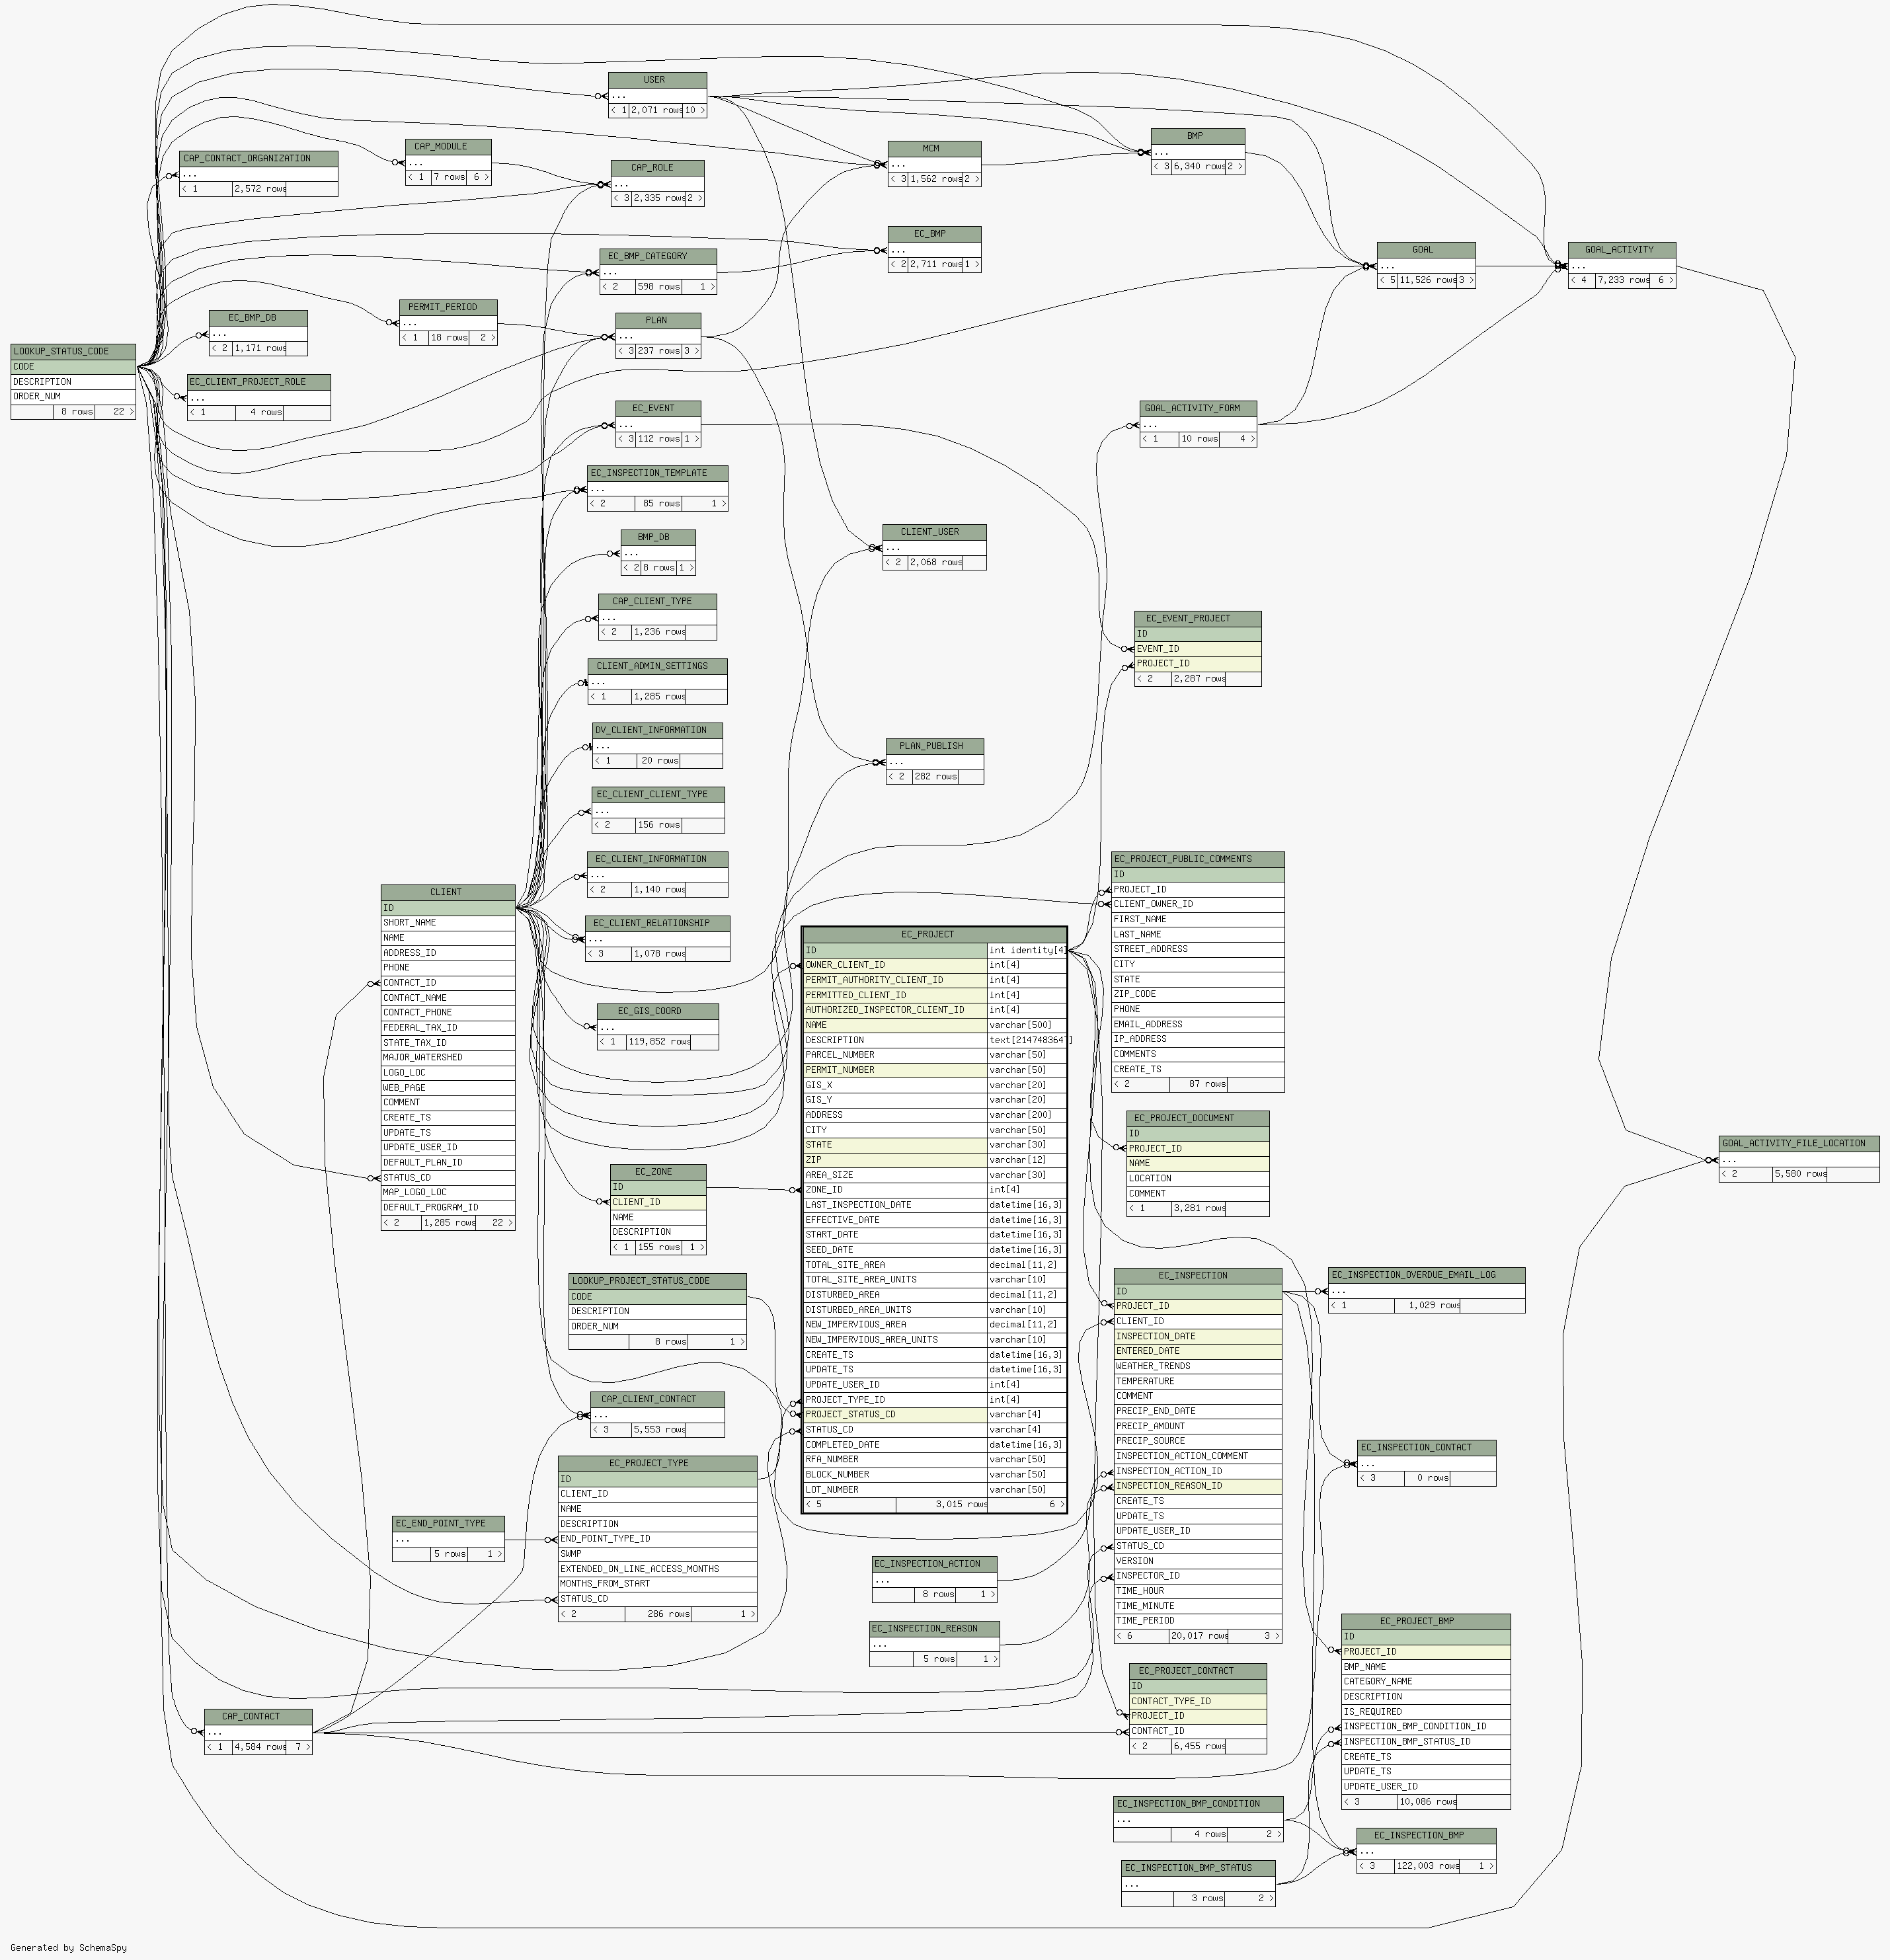 USER
...
< 1 2,071 rows 10 >
BMP
...
< 3 6,340 rows 2 >
CAP_MODULE
...
< 1 7 rows 6 >
MCM
...
< 3 1,562 rows 2 >
CAP_CONTACT_ORGANIZATION
...
< 1 2,572 rows
CAP_ROLE
...
< 3 2,335 rows 2 >
EC_BMP
...
< 2 2,711 rows 1 >
GOAL
...
< 5 11,526 rows 3 >
GOAL_ACTIVITY
...
< 4 7,233 rows 6 >
EC_BMP_CATEGORY
...
< 2 598 rows 1 >
PERMIT_PERIOD
...
< 1 18 rows 2 >
EC_BMP_DB
...
< 2 1,171 rows
PLAN
...
< 3 237 rows 3 >
LOOKUP_STATUS_CODE
CODE
DESCRIPTION
ORDER_NUM
8 rows 22 >
EC_CLIENT_PROJECT_ROLE
...
< 1 4 rows
EC_EVENT
...
< 3 112 rows 1 >
GOAL_ACTIVITY_FORM
...
< 1 10 rows 4 >
EC_INSPECTION_TEMPLATE
...
< 2 85 rows 1 >
BMP_DB
...
< 2 8 rows 1 >
CLIENT_USER
...
< 2 2,068 rows
CAP_CLIENT_TYPE
...
< 2 1,236 rows
EC_EVENT_PROJECT
ID
EVENT_ID
PROJECT_ID
< 2 2,287 rows
CLIENT_ADMIN_SETTINGS
...
< 1 1,285 rows
DV_CLIENT_INFORMATION
...
< 1 20 rows
PLAN_PUBLISH
...
< 2 282 rows
EC_CLIENT_CLIENT_TYPE
...
< 2 156 rows
EC_CLIENT_INFORMATION
...
< 2 1,140 rows
EC_PROJECT_PUBLIC_COMMENTS
ID
PROJECT_ID
CLIENT_OWNER_ID
FIRST_NAME
LAST_NAME
STREET_ADDRESS
CITY
STATE
ZIP_CODE
PHONE
EMAIL_ADDRESS
IP_ADDRESS
COMMENTS
CREATE_TS
< 2 87 rows
CLIENT
ID
SHORT_NAME
NAME
ADDRESS_ID
PHONE
CONTACT_ID
CONTACT_NAME
CONTACT_PHONE
FEDERAL_TAX_ID
STATE_TAX_ID
MAJOR_WATERSHED
LOGO_LOC
WEB_PAGE
COMMENT
CREATE_TS
UPDATE_TS
UPDATE_USER_ID
DEFAULT_PLAN_ID
STATUS_CD
MAP_LOGO_LOC
DEFAULT_PROGRAM_ID
< 2 1,285 rows 22 >
EC_CLIENT_RELATIONSHIP
...
< 3 1,078 rows
EC_GIS_COORD
...
< 1 119,852 rows
EC_PROJECT
ID int identity[4]
OWNER_CLIENT_ID int[4]
PERMIT_AUTHORITY_CLIENT_ID int[4]
PERMITTED_CLIENT_ID int[4]
AUTHORIZED_INSPECTOR_CLIENT_ID int[4]
NAME varchar[500]
DESCRIPTION text[2147483647]
PARCEL_NUMBER varchar[50]
PERMIT_NUMBER varchar[50]
GIS_X varchar[20]
GIS_Y varchar[20]
ADDRESS varchar[200]
CITY varchar[50]
STATE varchar[30]
ZIP varchar[12]
AREA_SIZE varchar[30]
ZONE_ID int[4]
LAST_INSPECTION_DATE datetime[16,3]
EFFECTIVE_DATE datetime[16,3]
START_DATE datetime[16,3]
SEED_DATE datetime[16,3]
TOTAL_SITE_AREA decimal[11,2]
TOTAL_SITE_AREA_UNITS varchar[10]
DISTURBED_AREA decimal[11,2]
DISTURBED_AREA_UNITS varchar[10]
NEW_IMPERVIOUS_AREA decimal[11,2]
NEW_IMPERVIOUS_AREA_UNITS varchar[10]
CREATE_TS datetime[16,3]
UPDATE_TS datetime[16,3]
UPDATE_USER_ID int[4]
PROJECT_TYPE_ID int[4]
PROJECT_STATUS_CD varchar[4]
STATUS_CD varchar[4]
COMPLETED_DATE datetime[16,3]
RFA_NUMBER varchar[50]
BLOCK_NUMBER varchar[50]
LOT_NUMBER varchar[50]
< 5 3,015 rows 6 >
EC_PROJECT_DOCUMENT
ID
PROJECT_ID
NAME
LOCATION
COMMENT
< 1 3,281 rows
GOAL_ACTIVITY_FILE_LOCATION
...
< 2 5,580 rows
EC_ZONE
ID
CLIENT_ID
NAME
DESCRIPTION
< 1 155 rows 1 >
LOOKUP_PROJECT_STATUS_CODE
CODE
DESCRIPTION
ORDER_NUM
8 rows 1 >
EC_INSPECTION
ID
PROJECT_ID
CLIENT_ID
INSPECTION_DATE
ENTERED_DATE
WEATHER_TRENDS
TEMPERATURE
COMMENT
PRECIP_END_DATE
PRECIP_AMOUNT
PRECIP_SOURCE
INSPECTION_ACTION_COMMENT
INSPECTION_ACTION_ID
INSPECTION_REASON_ID
CREATE_TS
UPDATE_TS
UPDATE_USER_ID
STATUS_CD
VERSION
INSPECTOR_ID
TIME_HOUR
TIME_MINUTE
TIME_PERIOD
< 6 20,017 rows 3 >
EC_INSPECTION_OVERDUE_EMAIL_LOG
...
< 1 1,029 rows
CAP_CLIENT_CONTACT
...
< 3 5,553 rows
EC_INSPECTION_CONTACT
...
< 3 0 rows
EC_PROJECT_TYPE
ID
CLIENT_ID
NAME
DESCRIPTION
END_POINT_TYPE_ID
SWMP
EXTENDED_ON_LINE_ACCESS_MONTHS
MONTHS_FROM_START
STATUS_CD
< 2 286 rows 1 >
EC_END_POINT_TYPE
...
5 rows 1 >
EC_INSPECTION_ACTION
...
8 rows 1 >
EC_INSPECTION_REASON
...
5 rows 1 >
EC_PROJECT_BMP
ID
PROJECT_ID
BMP_NAME
CATEGORY_NAME
DESCRIPTION
IS_REQUIRED
INSPECTION_BMP_CONDITION_ID
INSPECTION_BMP_STATUS_ID
CREATE_TS
UPDATE_TS
UPDATE_USER_ID
< 3 10,086 rows
EC_PROJECT_CONTACT
ID
CONTACT_TYPE_ID
PROJECT_ID
CONTACT_ID
< 2 6,455 rows
CAP_CONTACT
...
< 1 4,584 rows 7 >
EC_INSPECTION_BMP_CONDITION
...
4 rows 2 >
EC_INSPECTION_BMP
...
< 3 122,003 rows 1 >
EC_INSPECTION_BMP_STATUS
...
3 rows 2 >
Generated by SchemaSpy